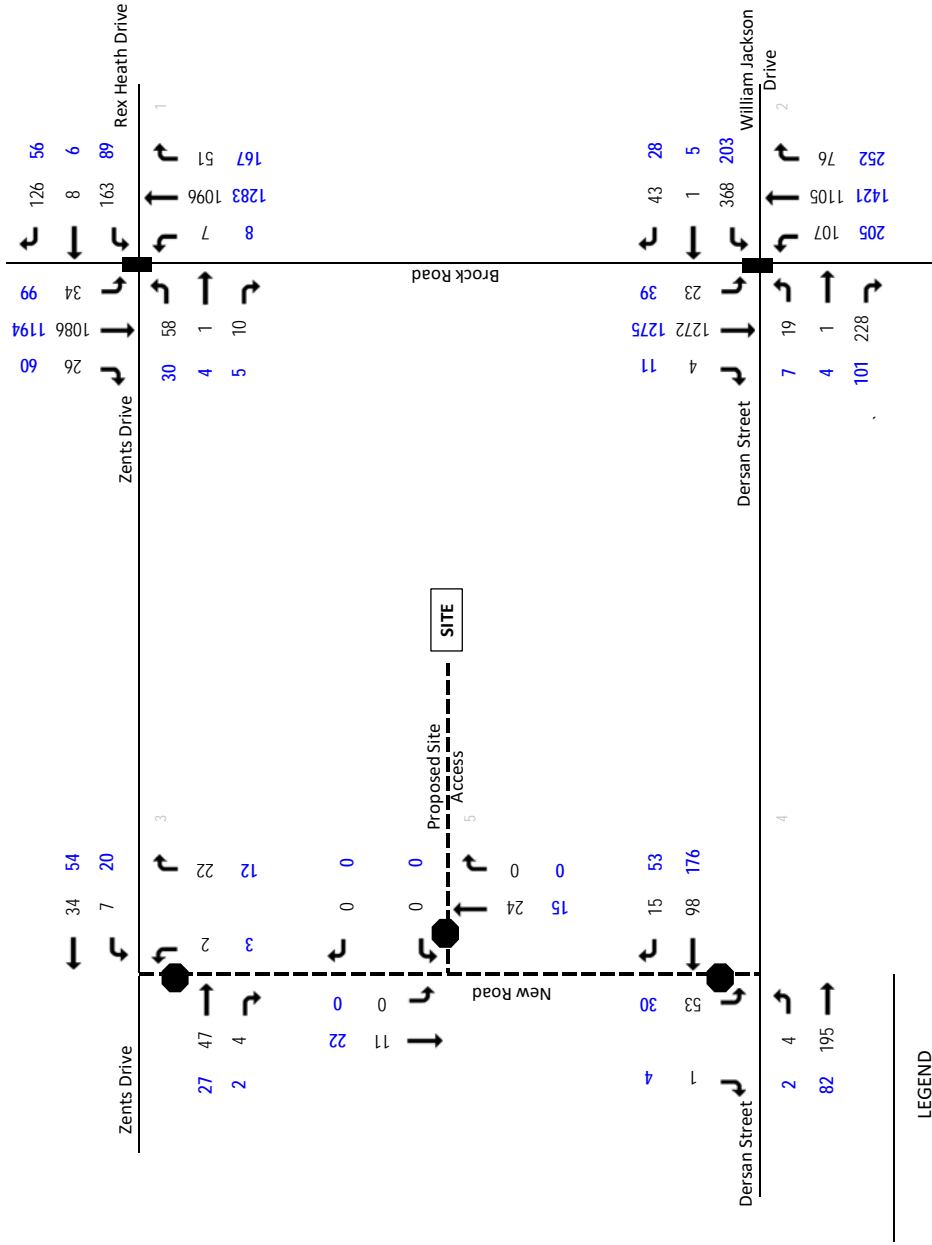 Rex Heath Drive
1
56 6 89
126 8 163
51 167
1096 1283
7 8
66 34
1194 1086
60 26
58 1 10
30 4 5
Zents Drive
Brock Road
William Jackson
Drive
2
28 5 203
43 1 368
76 252
1105 1421
107 205
39 23
1275 1272
11 4
19 1 228
7 4 101
Dersan Street
SITE
Proposed Site
Access
5
0 0
0 0
0 0
24 15
0 0
22 11
New Road
3
54 20
34 7
22 12
2 3
47 4
27 2
Zents Drive
4
53 176
15 98
30 53
4 1
4 195
2 82
Dersan Street
LEGEND